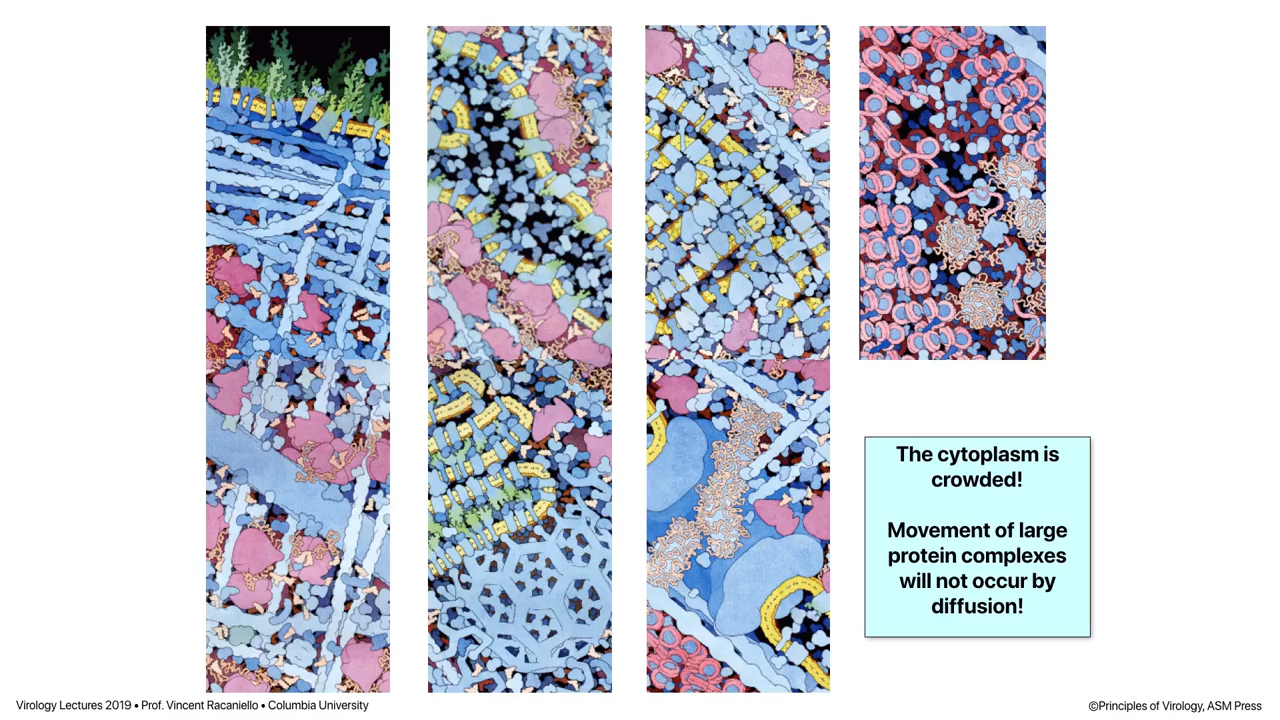 The cytoplasm is
crowded!
Movement of large
protein complexes
will not occur by
diffusion!
Virology Lectures 2019 • Prof. Vincent Racaniello • Columbia University
©Principles of Virology, ASM Press